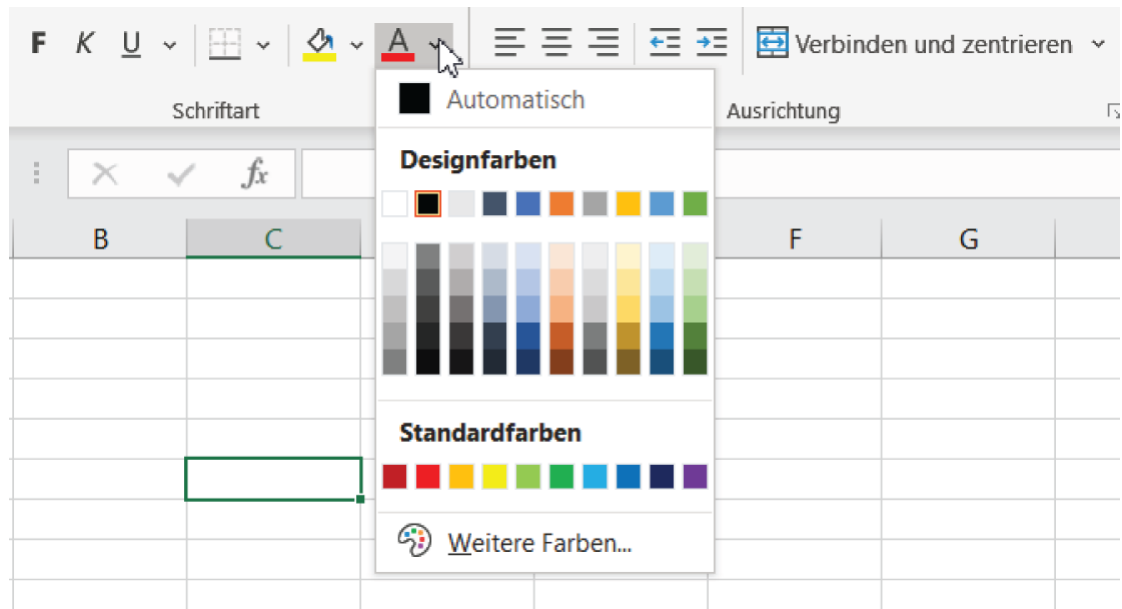 F K U A Verbinden und zentrieren
Schriftart Ausrichtung
Automatisch
Designfarben
fx
B C F G
Standardfarben
Weitere Farben...